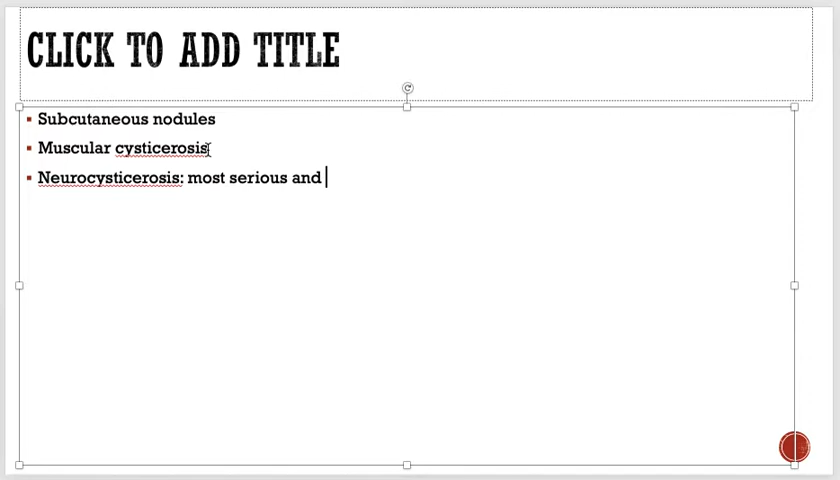 CLICK TO ADD TITLE
Subcutaneous nodules
Muscular cysticerosis
Neurocysticerosis: most serious and